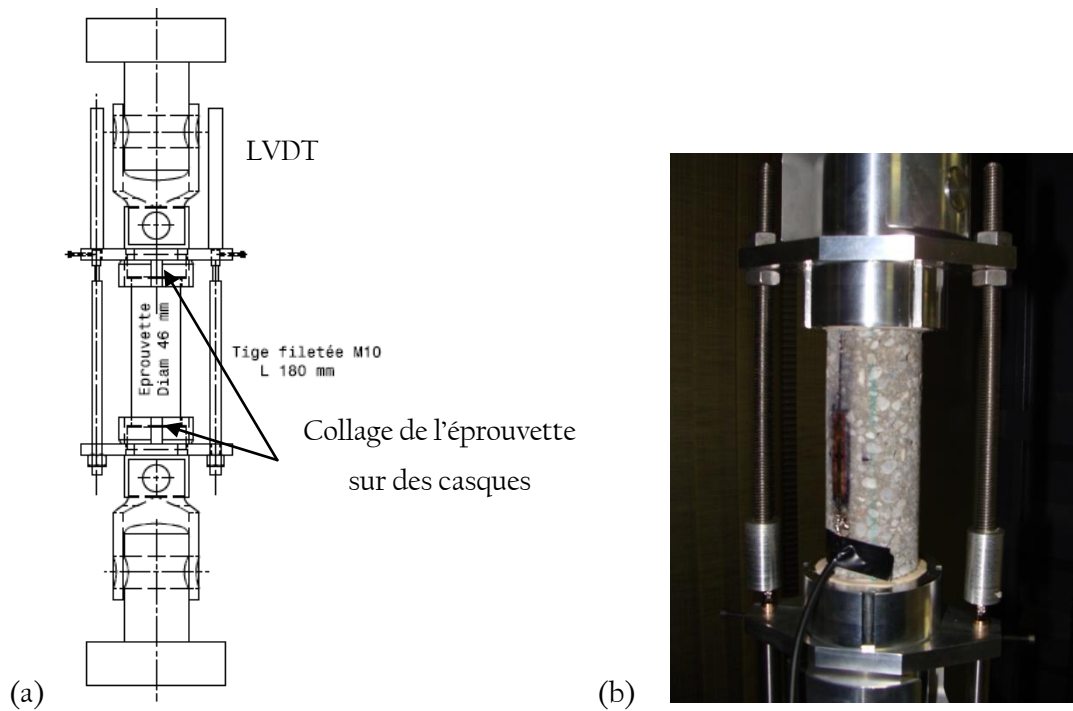 LVDT
Eprouvette
Diam 46 mm
Tige filetée M10
L 180 mm
Collage de l'éprouvette
sur des casques
(a)
(b)